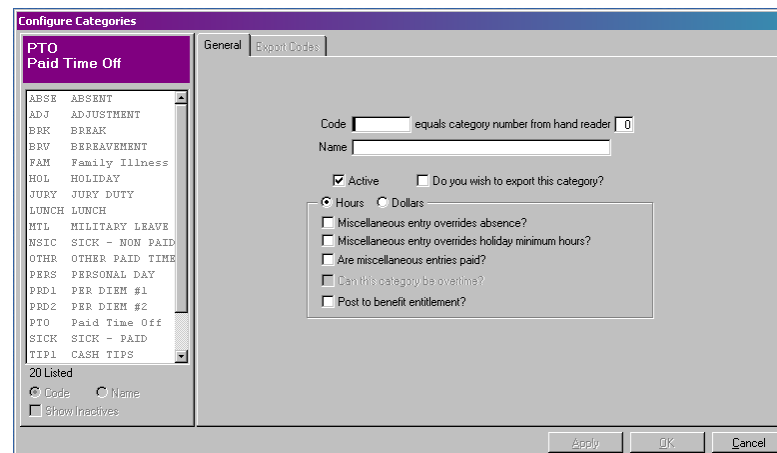 Configure Categories
PTO
Paid Time Off
General Export Codes
ABSE ABSENT
ADJ ADJUSTMENT
BRK BREAK
BRV BEREAVEMENT
FAM Family Illness
HOL HOLIDAY
JURY JURY DUTY
LUNCH LUNCH
MTL MILITARY LEAVE
NSIC SICK - NON PAID
OTHR OTHER PAID TIME
PERS PERSONAL DAY
PRD1 PER DIEM #1
PRD2 PER DIEM #2
PTO Paid Time Off
SICK SICK - PAID
TIP1 CASH TIPS
20 Listed
Code Name
Show Inactives
Code equals category number from hand reader 0
Name
Active Do you wish to export this category?
Hours Dollars
Miscellaneous entry overrides absence?
Miscellaneous entry overrides holiday minimum hours?
Are miscellaneous entries paid?
Can this category be overtime?
Post to benefit entitlement?
Apply OK Cancel